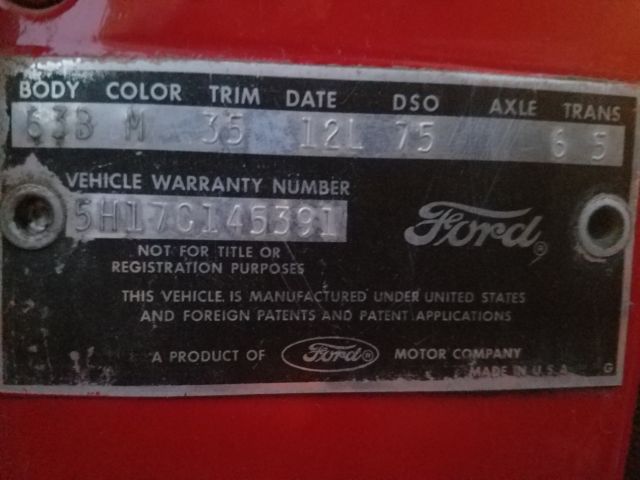 BODY COLOR TRIM DATE DSO AXLE TRANS
63B M 35 12L 75 6 5
VEHICLE WARRANTY NUMBER
5H17C145391
Ford®
NOT FOR TITLE OR
REGISTRATION PURPOSES
THIS VEHICLE IS MANUFACTURED UNDER UNITED STATES
AND FOREIGN PATENTS AND PATENT APPLICATIONS
A PRODUCT OF Ford® MOTOR COMPANY
MADE IN U.S.A. G